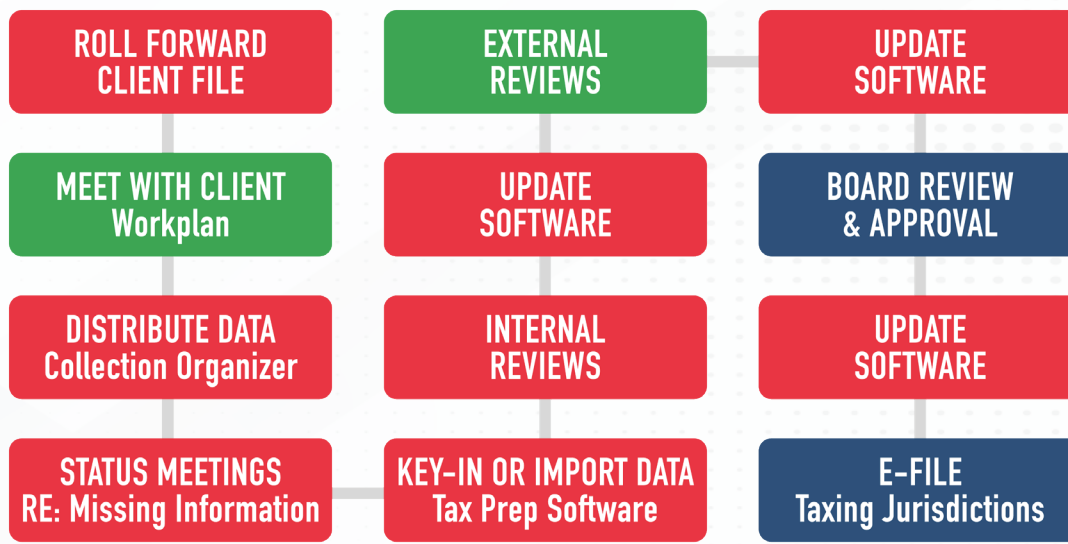 ROLL FORWARD
CLIENT FILE
MEET WITH CLIENT
Workplan
DISTRIBUTE DATA
Collection Organizer
STATUS MEETINGS
RE: Missing Information
EXTERNAL
REVIEWS
UPDATE
SOFTWARE
INTERNAL
REVIEWS
KEY-IN OR IMPORT DATA
Tax Prep Software
UPDATE
SOFTWARE
BOARD REVIEW
& APPROVAL
UPDATE
SOFTWARE
E-FILE
Taxing Jurisdictions